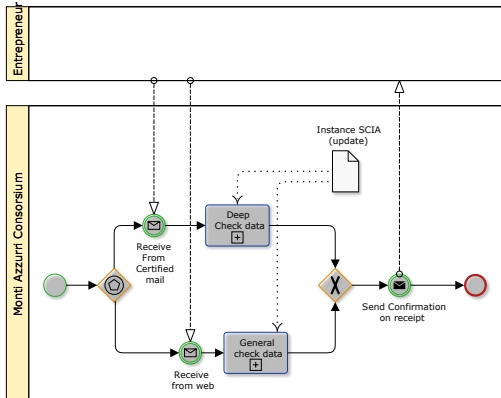 Entrepreneur
Monti Azzurri Consorsium
Instance SCIA
(update)
Deep
Check data
Receive
From
Certified
mail
Send Confirmation
on receipt
General
check data
Receive
from web